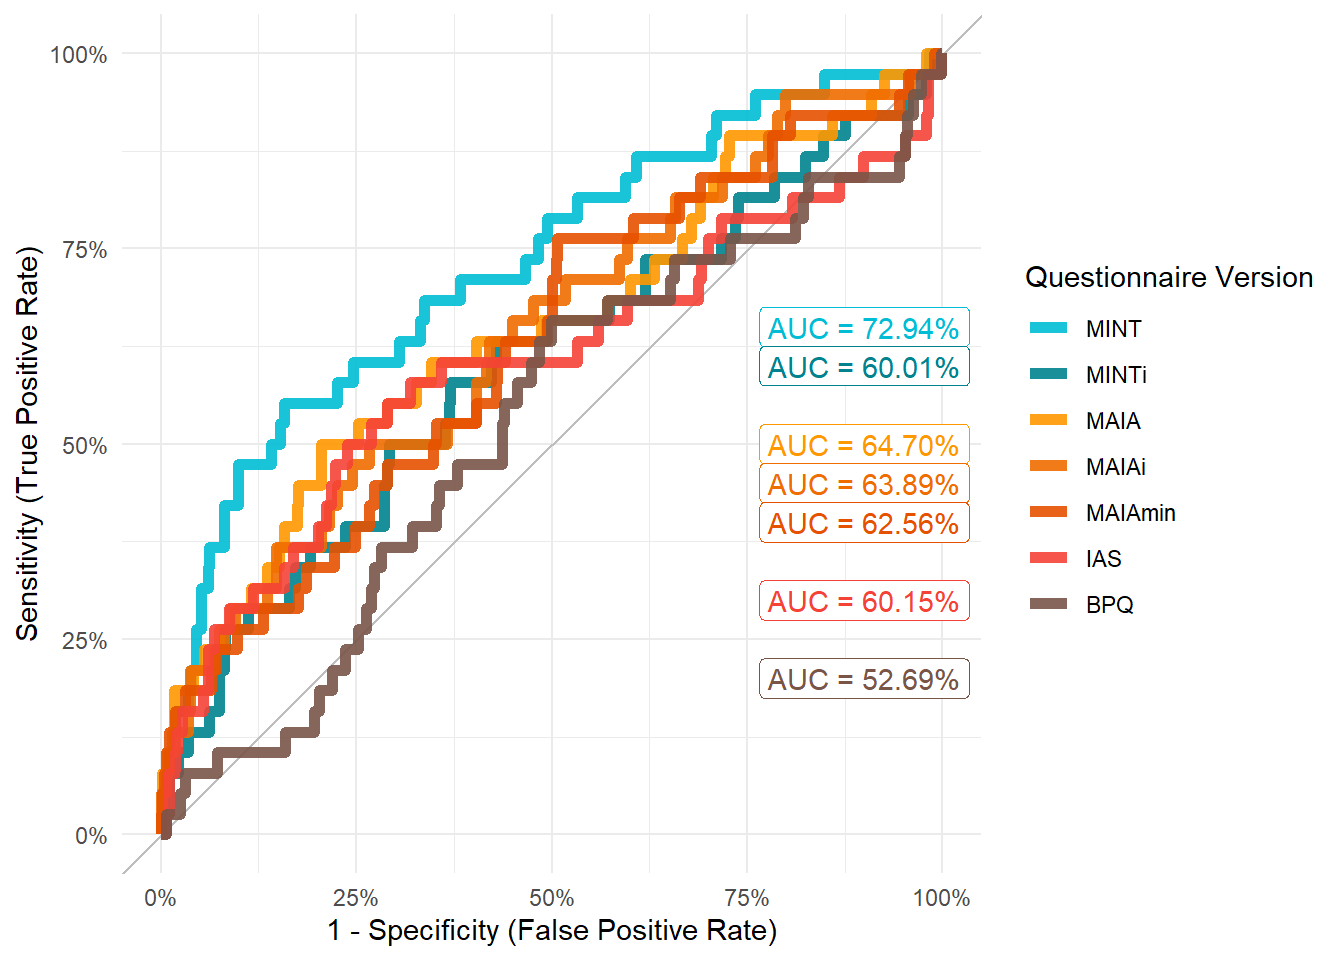 100%
75%
50%
25%
0%
0%
25%
50%
75%
100%
Sensitivity (True Positive Rate)
1 - Specificity (False Positive Rate)
AUC = 72.94%
AUC = 60.01%
AUC = 64.70%
AUC = 63.89%
AUC = 62.56%
AUC = 60.15%
AUC = 52.69%
Questionnaire Version
MINT
MINTi
MAIA
MAIAi
MAIAmin
IAS
BPQ